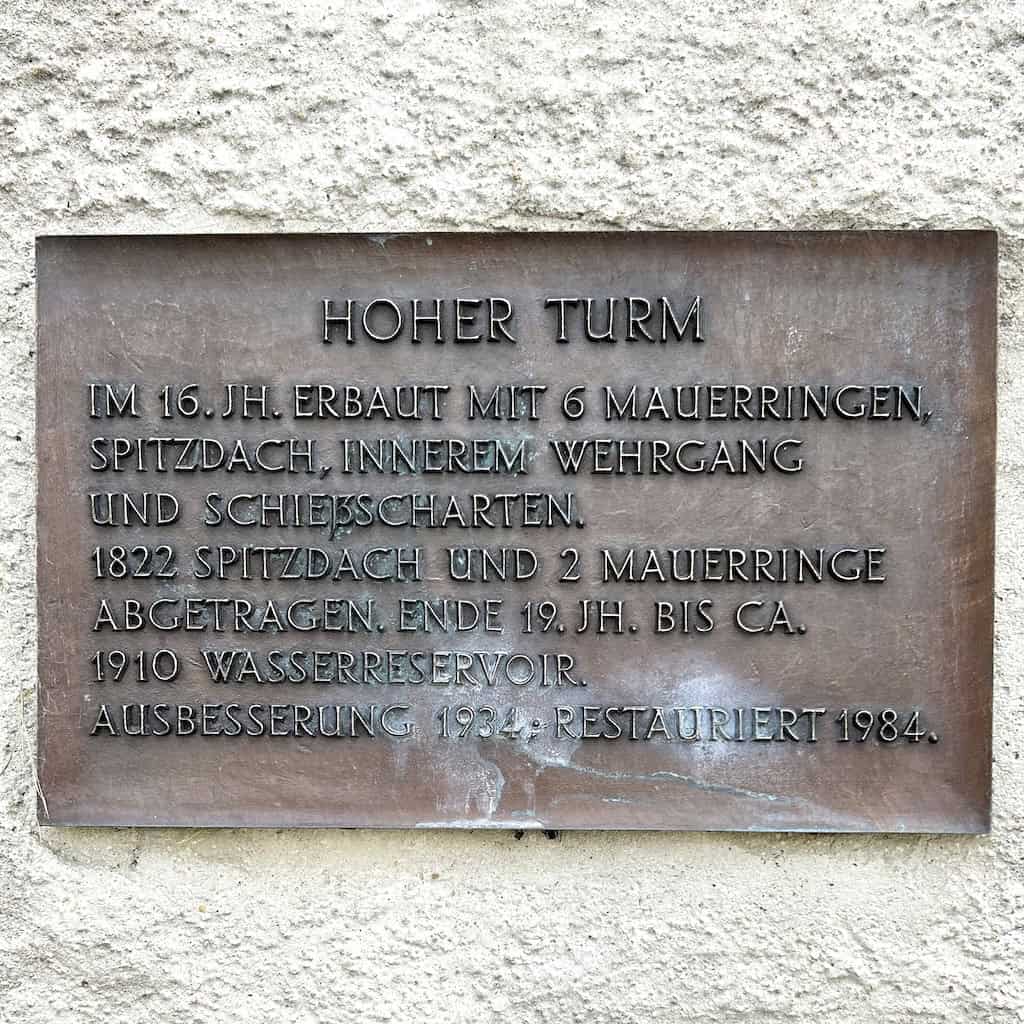 HOHER TURM
IM 16. JH. ERBAUT MIT 6 MAUERRINGEN,
SPITZDACH, INNEREM WEHRGANG
UND SCHIEßSCHARTEN.
1822 SPITZDACH UND 2 MAUERRINGE
ABGETRAGEN. ENDE 19. JH. BIS CA.
1910 WASSERRESERVOIR.
AUSBESSERUNG 1934; RESTAURIERT 1984.